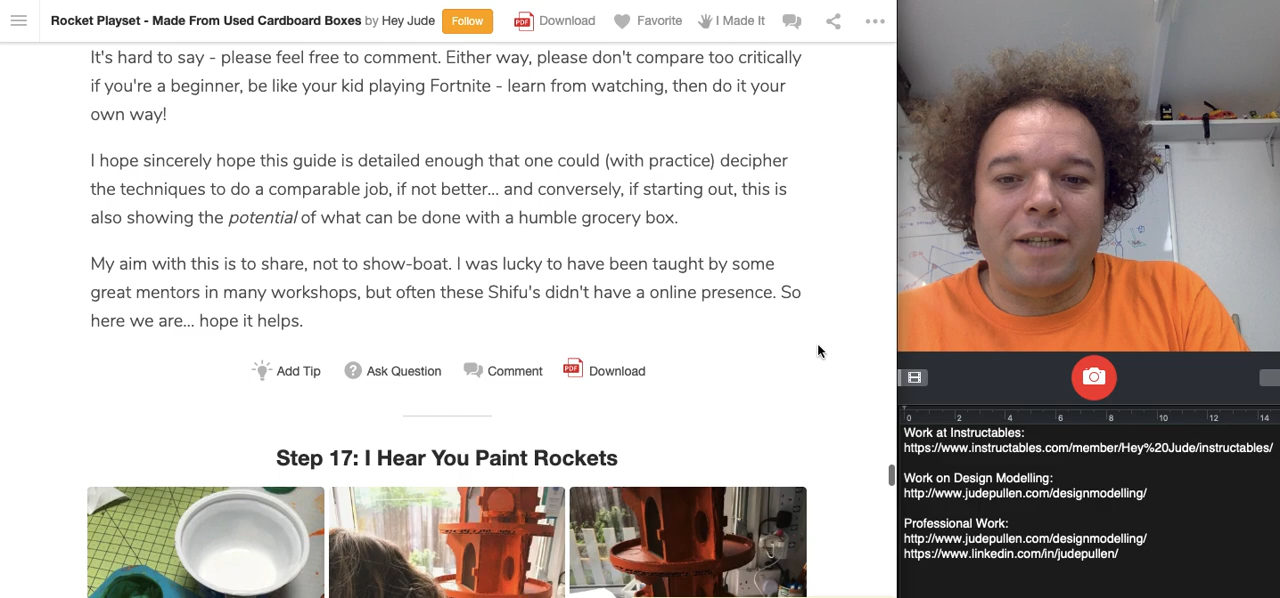 Rocket Playset - Made From Used Cardboard Boxes by Hey Jude Follow PDF Download Favorite I Made It
It's hard to say - please feel free to comment. Either way, please don't compare too critically
if you're a beginner, be like your kid playing Fortnite - learn from watching, then do it your
own way!
I hope sincerely hope this guide is detailed enough that one could (with practice) decipher
the techniques to do a comparable job, if not better... and conversely, if starting out, this is
also showing the potential of what can be done with a humble grocery box.
My aim with this is to snare, not to show-boat. I was lucky to have been taught by some
great mentors in many workshops, but often these Shifu's didn't have a online presence. So
here we are... hope it helps.
Add Tip ? Ask Question Comment PDF Download
Step 17: I Hear You Paint Rockets
0 2 4 6 8 10 12 14
Work at Instructables:
https://www.instructables.com/member/Hey%20Jude/instructables/
Work on Design Modelling:
http://www.judepullen.com/designmodelling/
Professional Work:
http://www.judepullen.com/designmodelling/
https://www.linkedin.com/in/judepullen/